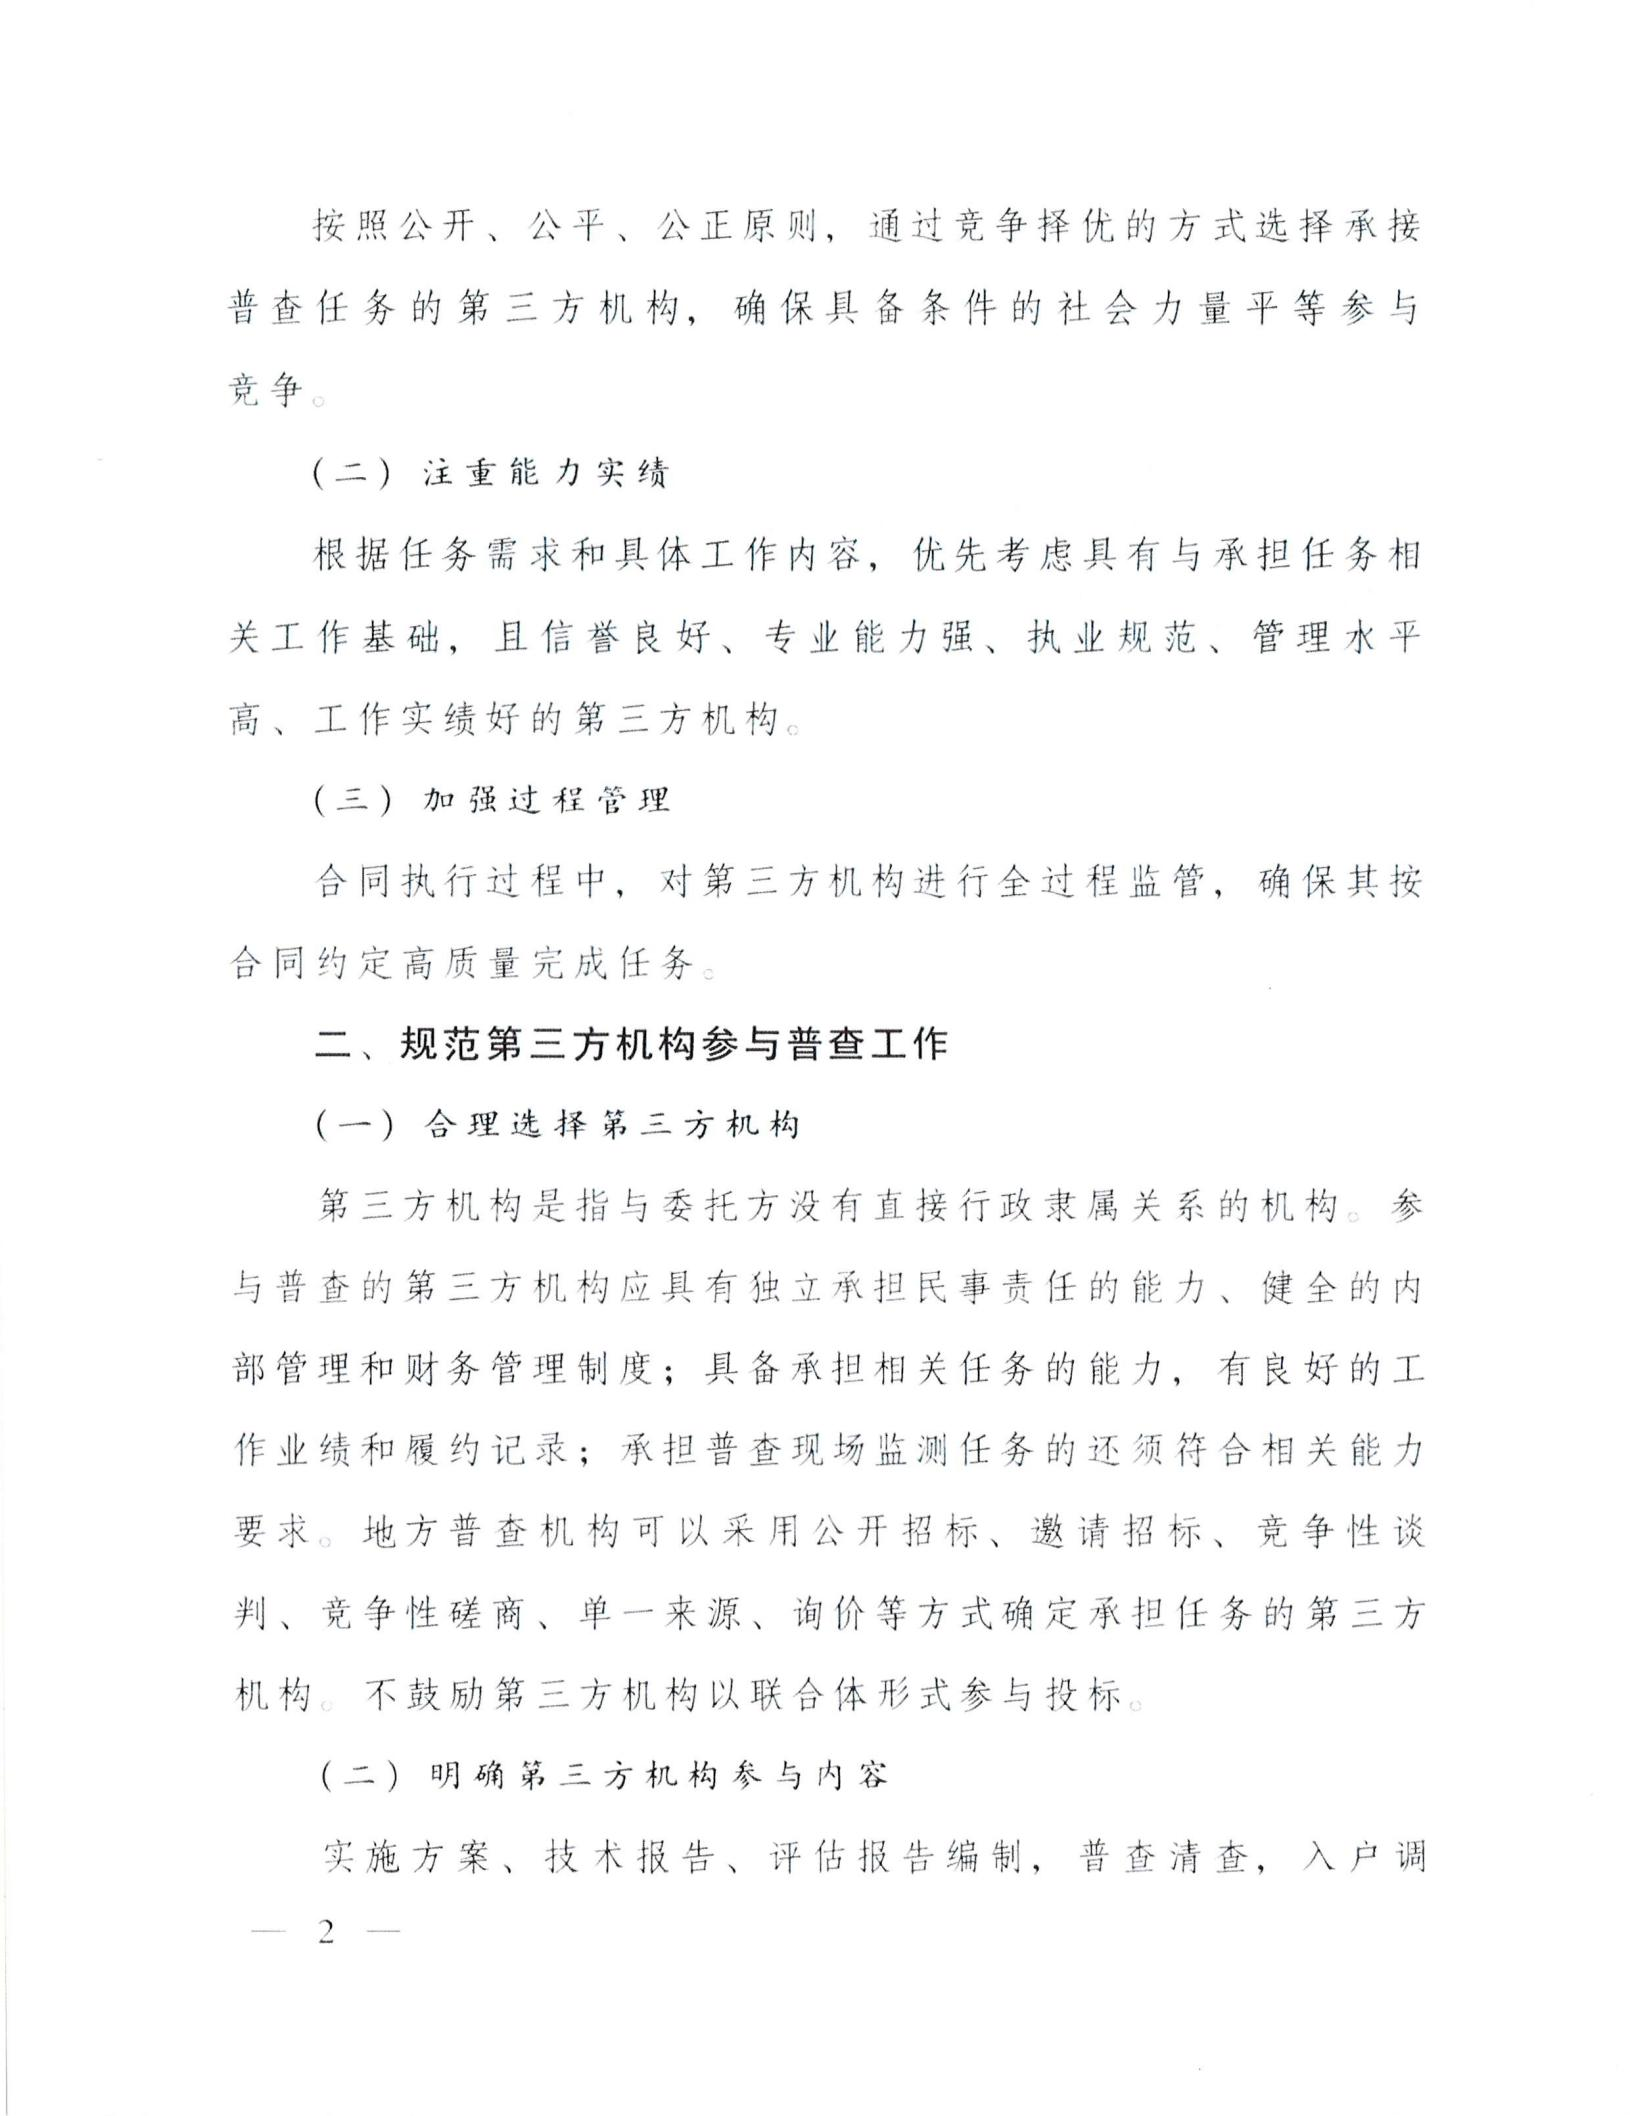 按照公开、公平、公正原则，通过竞争择优的方式选择承接
普查任务的第三方机构，确保具备条件的社会力量平等参与
竞争。
（二）注重能力实绩
根据任务需求和具体工作内容，优先考虑具有与承担任务相
关工作基础，且信誉良好、专业能力强、执业规范、管理水平
高、工作实绩好的第三方机构。
（三）加强过程管理
合同执行过程中，对第三方机构进行全过程监管，确保其按
合同约定高质量完成任务。
二、规范第三方机构参与普查工作
（一）合理选择第三方机构
第三方机构是指与委托方没有直接行政隶属关系的机构。参
与普查的第三方机构应具有独立承担民事责任的能力、健全的内
部管理和财务管理制度；具备承担相关任务的能力，有良好的工
作业绩和履约记录；承担普查现场监测任务的还须符合相关能力
要求。地方普查机构可以采用公开招标、邀请招标、竞争性谈
判、竞争性磋商、单一来源、询价等方式确定承担任务的第三方
机构。不鼓励第三方机构以联合体形式参与投标。
（二）明确第三方机构参与内容
实施方案、技术报告、评估报告编制，普查清查，入户调
— 2 —